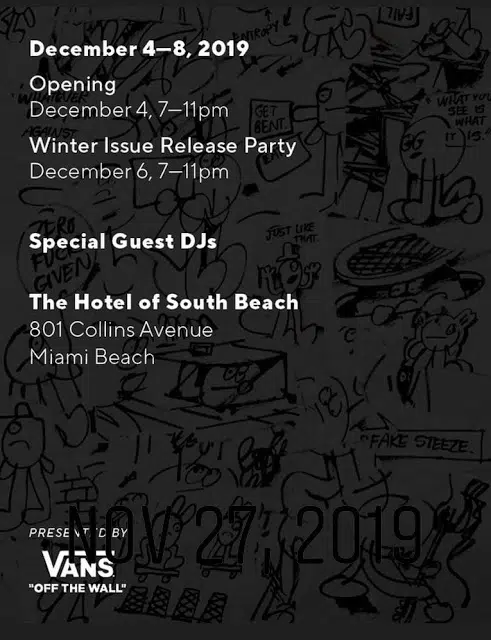 December 4–8, 2019
Opening
December 4, 7–11pm
Winter Issue Release Party
December 6, 7–11pm
Special Guest DJs
The Hotel of South Beach
801 Collins Avenue
Miami Beach
PRESENTED BY
VANS
"OFF THE WALL"
NOV 27, 2019
FAIL
ENTROPY
"WHATEVER
AGAINST
GET
BENT.
"WHAT YOU
SEE IS
WHAT
IT IS."
ZERO
FUCKS
GIVEN
JUST LIKE
THAT.
"FAKE STEEZE."